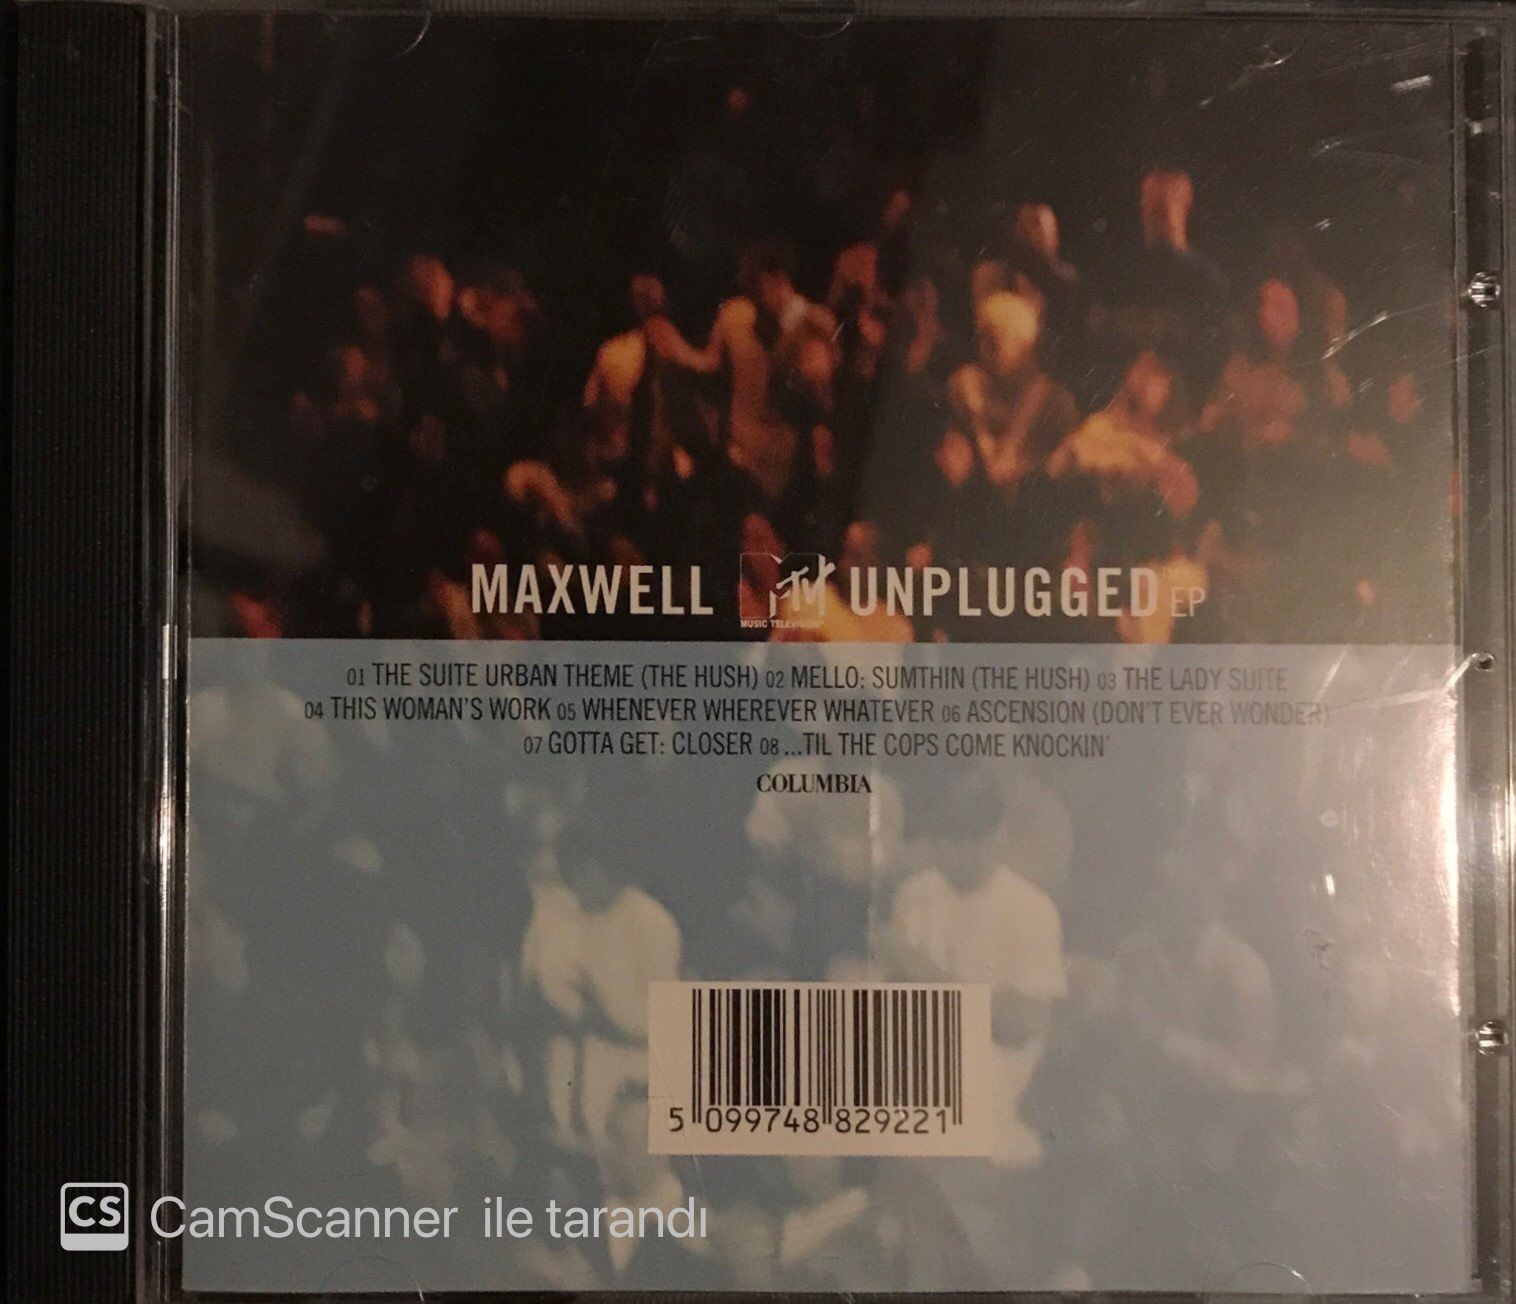 MAXWELL MTV MUSIC TELEVISION UNPLUGGED™ EP
01 THE SUITE URBAN THEME (THE HUSH) 02 MELLO: SUMTHIN (THE HUSH) 03 THE LADY SUITE
04 THIS WOMAN'S WORK 05 WHENEVER WHEREVER WHATEVER 06 ASCENSION (DON'T EVER WONDER)
07 GOTTA GET: CLOSER 08 ...TIL THE COPS COME KNOCKIN'
COLUMBIA
5 099748 829221
CS CamScanner ile tarandı